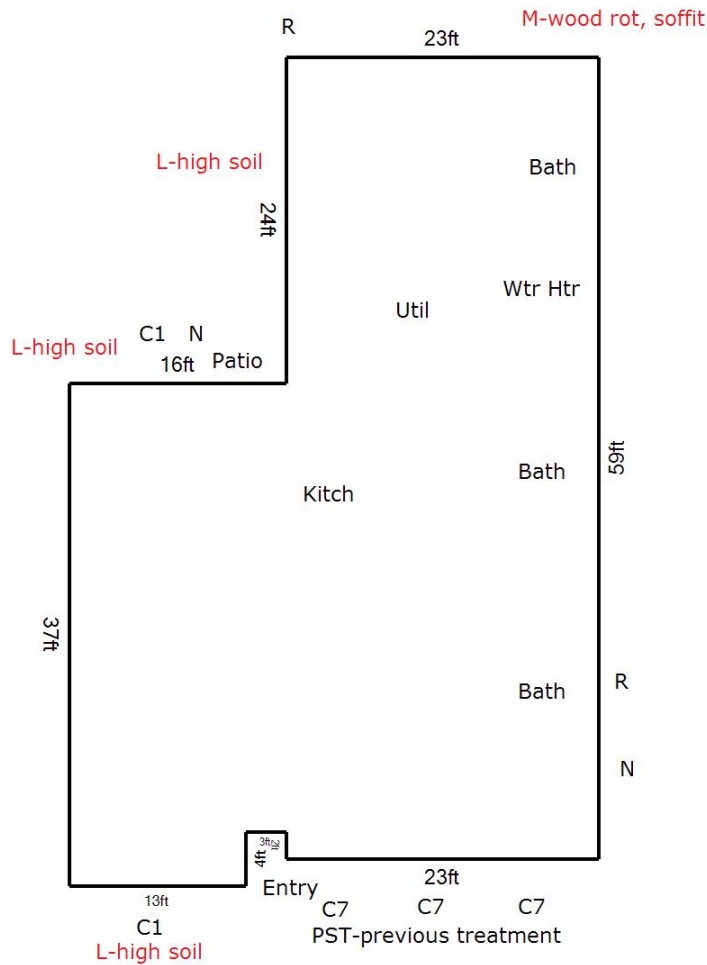 R
M-wood rot, soffit
23ft
L-high soil
Bath
24ft
Wtr Htr
Util
C1 N
L-high soil
16ft Patio
59ft
Bath
Kitch
37ft
R
Bath
N
3ft
2ft
4ft
23ft
Entry
13ft
C7 C7 C7
C1
PST-previous treatment
L-high soil